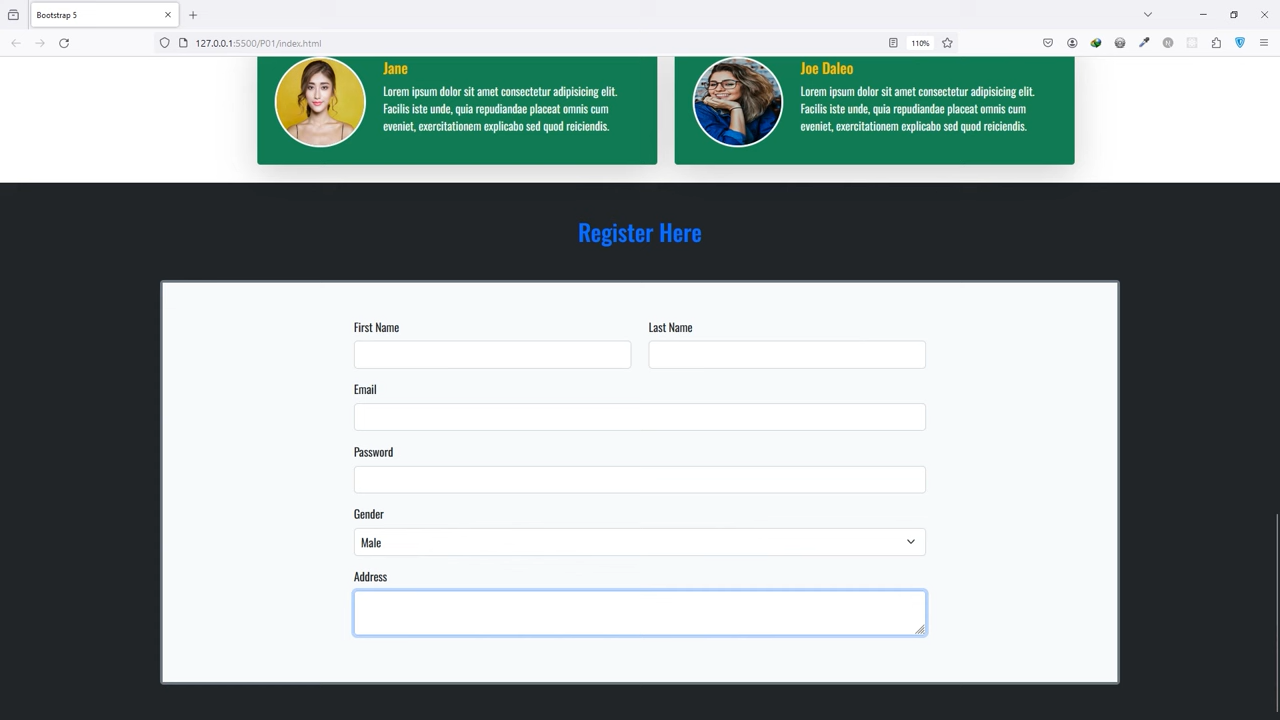 Bootstrap 5
127.0.0.1:5500/P01/index.html
110%
Jane
Lorem ipsum dolor sit amet consectetur adipisicing elit.
Facilis iste unde, quia repudiandae placeat omnis cum
eveniet, exercitationem explicabo sed quod reiciendis.
Joe Daleo
Lorem ipsum dolor sit amet consectetur adipisicing elit.
Facilis iste unde, quia repudiandae placeat omnis cum
eveniet, exercitationem explicabo sed quod reiciendis.
Register Here
First Name
Last Name
Email
Password
Gender
Male
Address